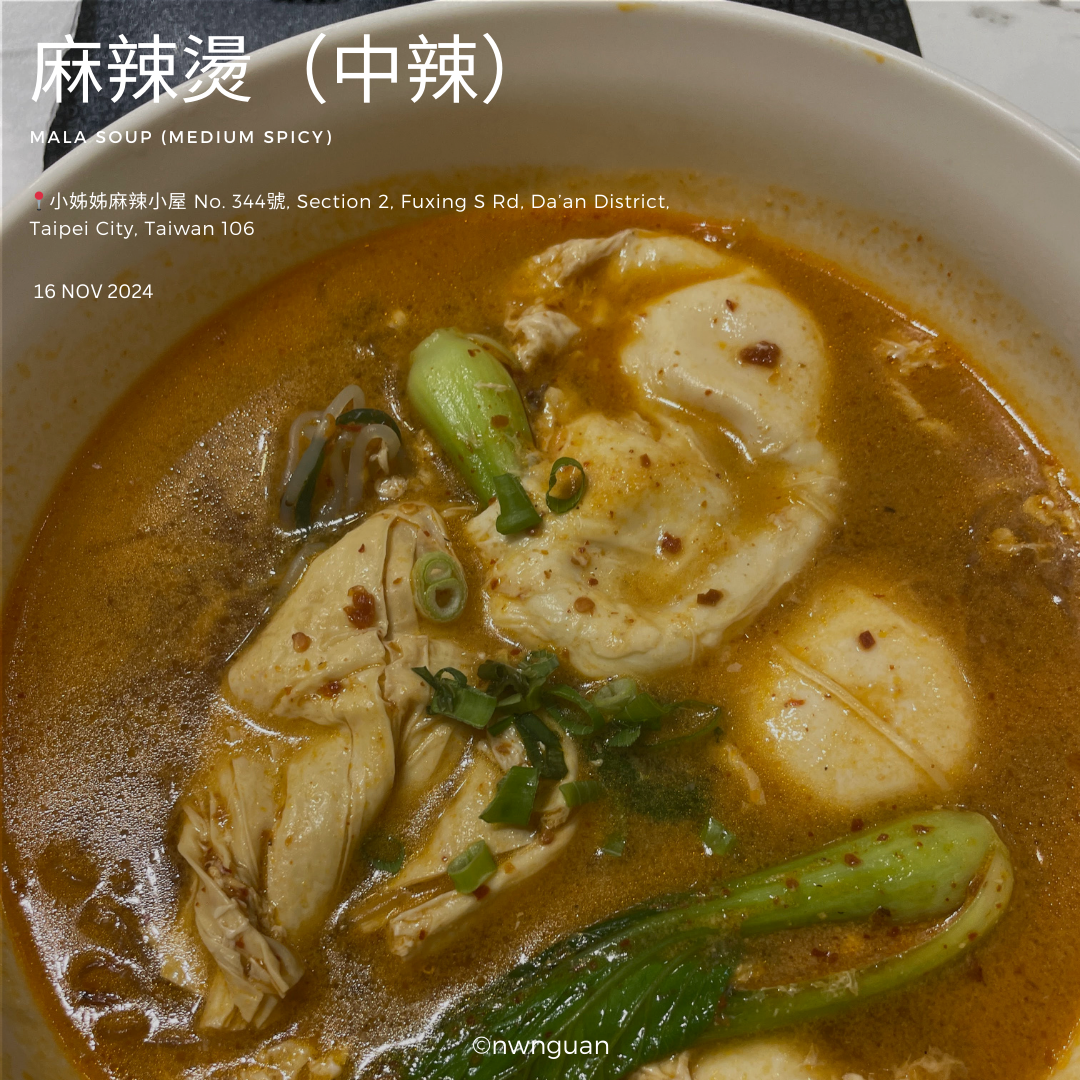 麻辣燙（中辣）
MALA SOUP (MEDIUM SPICY)
📍小姊姊麻辣小屋 No. 344號, Section 2, Fuxing S Rd, Da'an District,
Taipei City, Taiwan 106
16 NOV 2024
©nwnguan